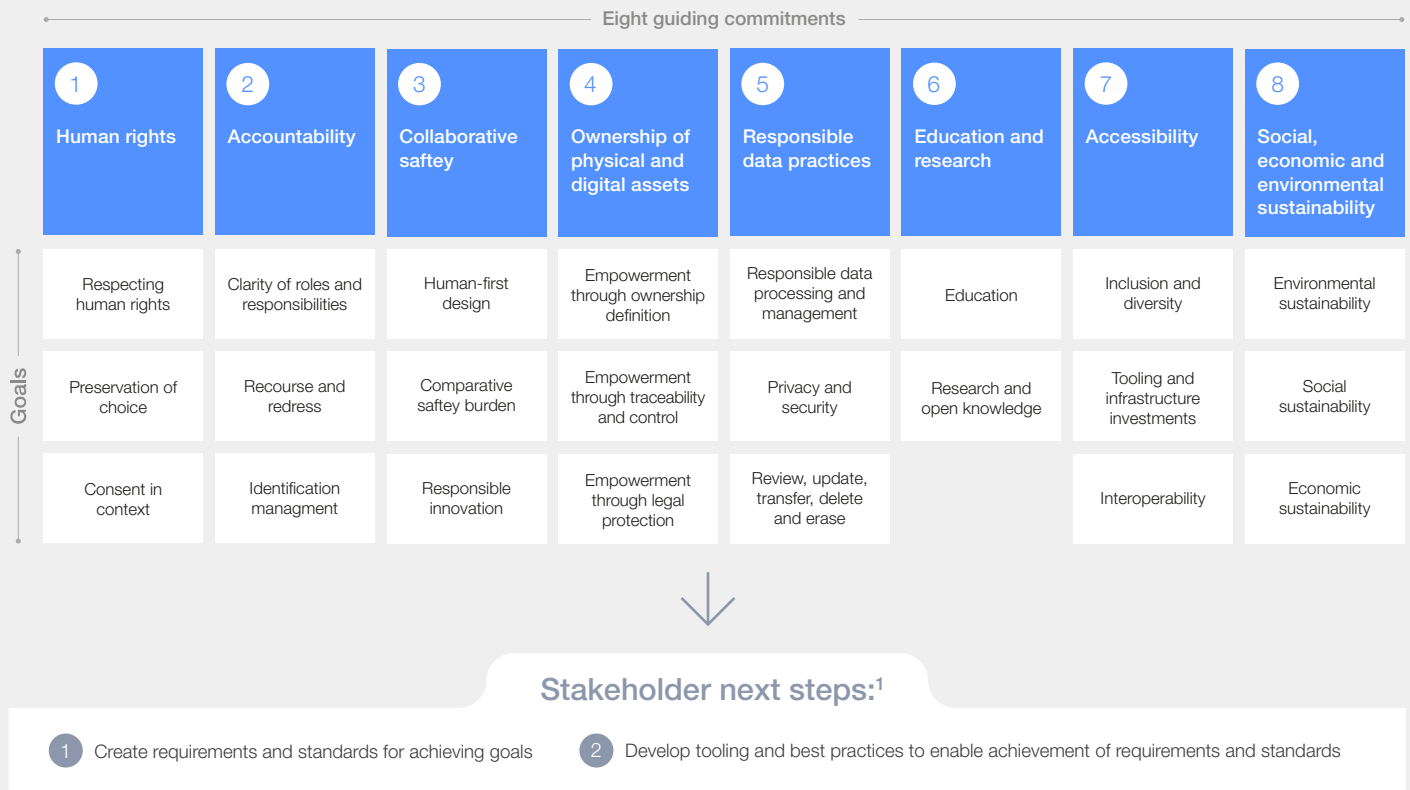 Eight guiding commitments
1
Human rights
2
Accountability
3
Collaborative
saftey
4
Ownership of
physical and
digital assets
5
Responsible
data practices
6
Education and
research
7
Accessibility
8
Social,
economic and
environmental
sustainability
Goals
Respecting
human rights
Clarity of roles and
responsibilities
Human-first
design
Empowerment
through ownership
definition
Responsible data
processing and
management
Education
Inclusion and
diversity
Environmental
sustainability
Preservation of
choice
Recourse and
redress
Comparative
saftey burden
Empowerment
through traceability
and control
Privacy and
security
Research and
open knowledge
Tooling and
infrastructure
investments
Social
sustainability
Consent in
context
Identification
managment
Responsible
innovation
Empowerment
through legal
protection
Review, update,
transfer, delete
and erase
Interoperability
Economic
sustainability
Stakeholder next steps:¹
1 Create requirements and standards for achieving goals
2 Develop tooling and best practices to enable achievement of requirements and standards